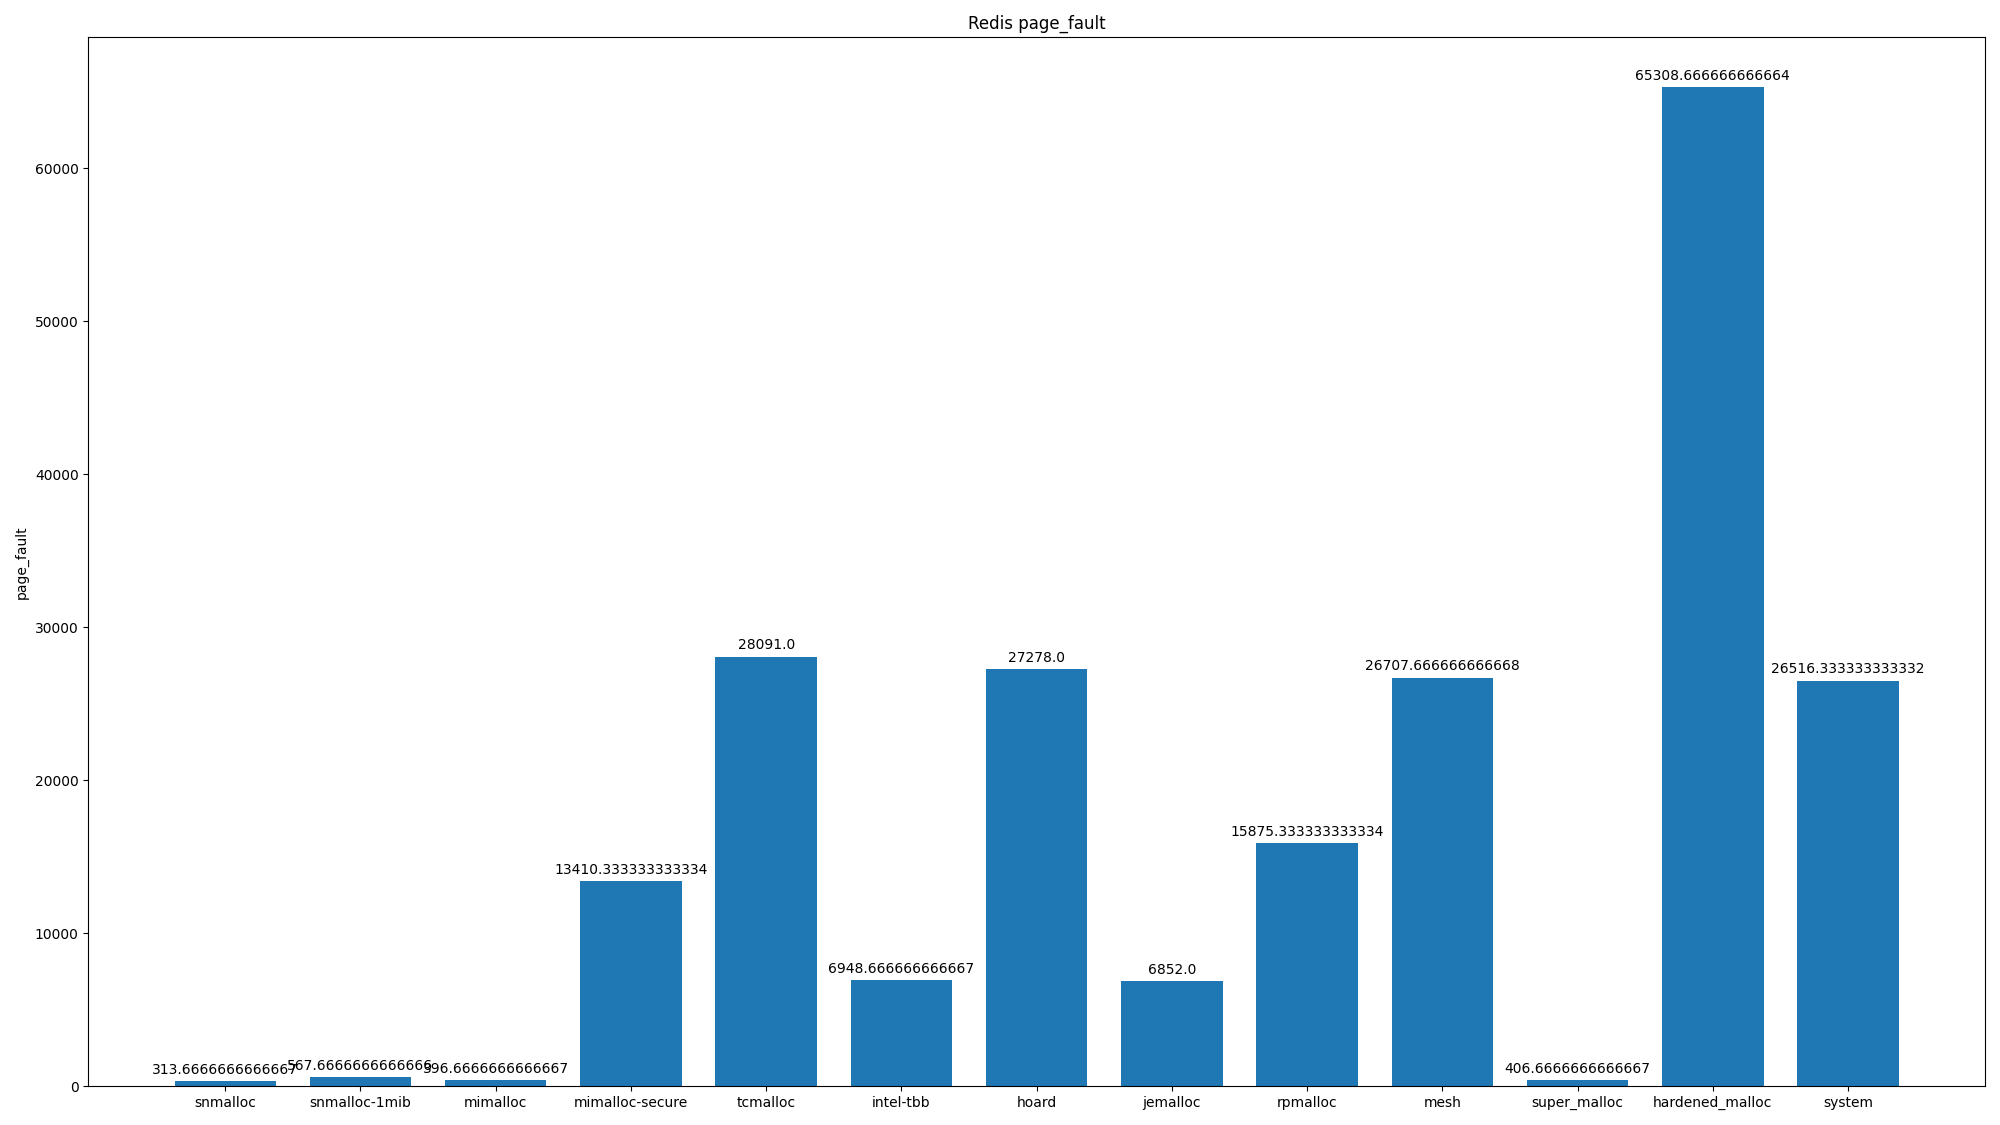 Redis page_fault
65308.666666666664
60000
50000
40000
30000
20000
10000
0
page_fault
28091.0
27278.0
26707.666666666668
26516.333333333332
15875.333333333334
13410.333333333334
6948.666666666667
6852.0
313.6666666666667
567.6666666666666
396.6666666666667
406.6666666666667
snmalloc
snmalloc-1mib
mimalloc
mimalloc-secure
tcmalloc
intel-tbb
hoard
jemalloc
rpmalloc
mesh
super_malloc
hardened_malloc
system